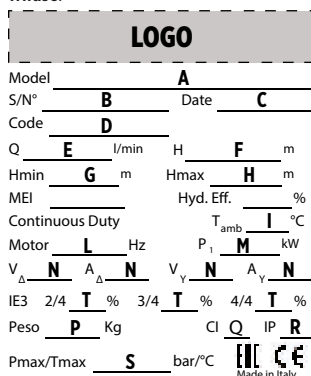 LOGO
Model A
S/N° B Date C
Code D
Q E l/min H F m
Hmin G m Hmax H m
MEI Hyd. Eff. %
Continuous Duty Tamb I °C
Motor L Hz P1 M kW
VΔ N AΔ N VY N AY N
IE3 2/4 T % 3/4 T % 4/4 T %
Peso P Kg Cl Q IP R
Pmax/Tmax S bar/°C EAC CE
Made in Italy